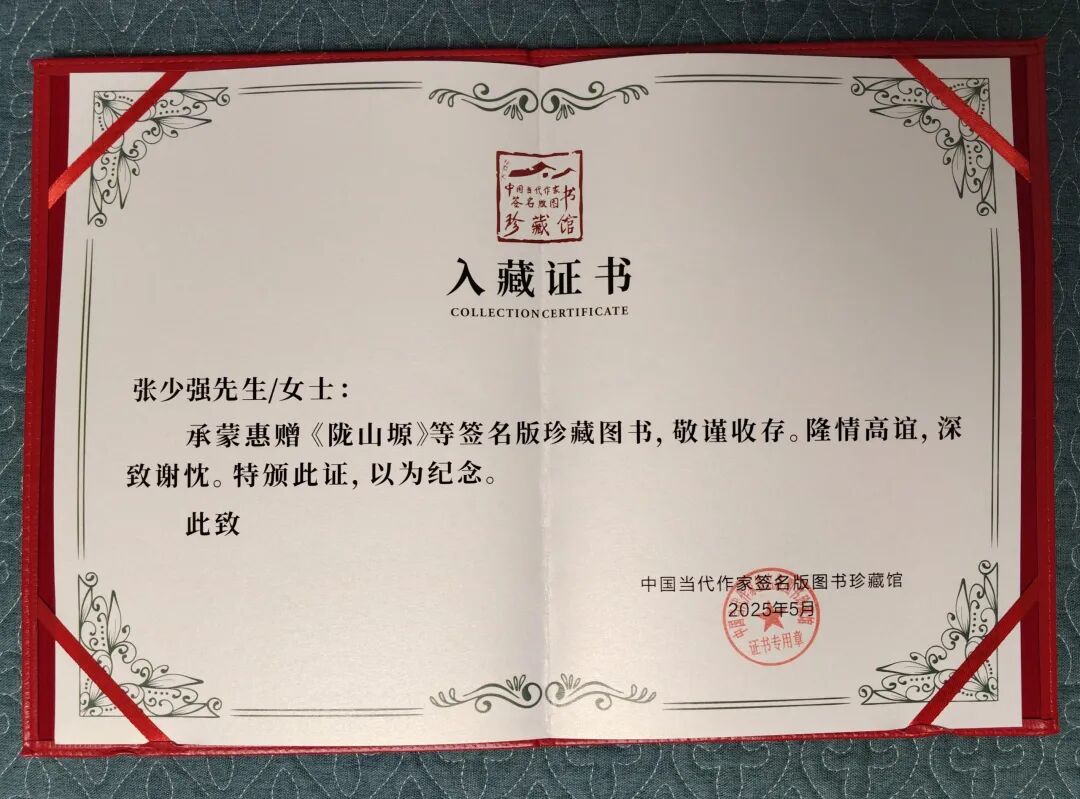 中国当代作家
签名版图书
珍藏馆
入藏证书
COLLECTIONCERTIFICATE
张少强先生/女士：
承蒙惠赠《陇山塬》等签名版珍藏图书，敬谨收存。隆情高谊，深
致谢忱。特颁此证，以为纪念。
此致
中国当代作家签名版图书珍藏馆
2025年5月
证书专用章